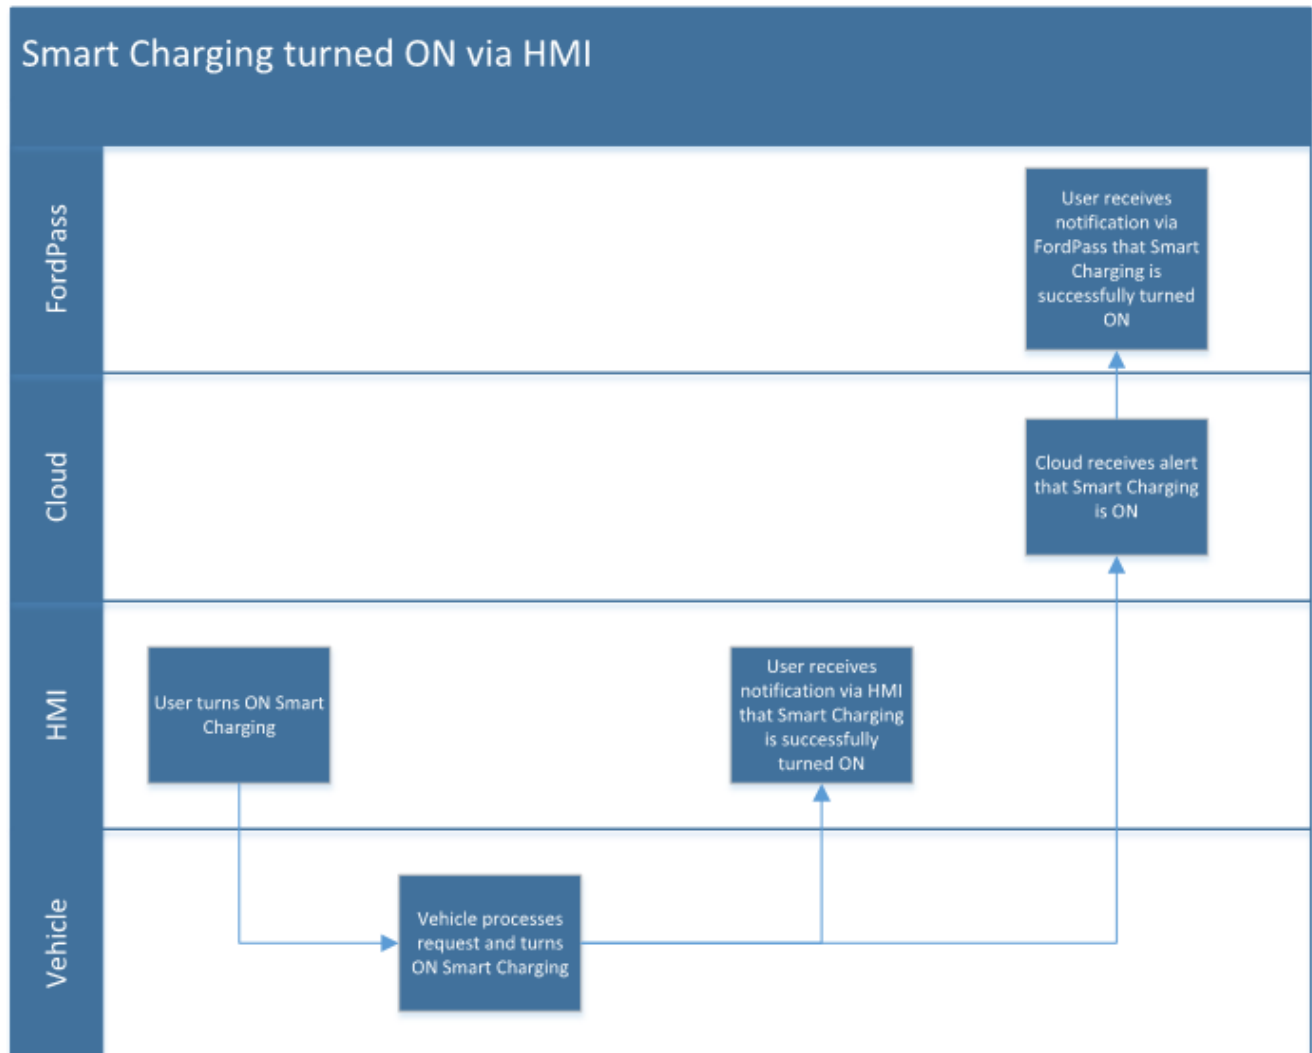 Smart Charging turned ON via HMI
FordPass
User receives
notification via
FordPass that Smart
Charging is
successfully turned
ON
Cloud
Cloud receives alert
that Smart Charging
is ON
HMI
User turns ON Smart
Charging
User receives
notification via HMI
that Smart Charging
is successfully
turned ON
Vehicle
Vehicle processes
request and turns
ON Smart Charging